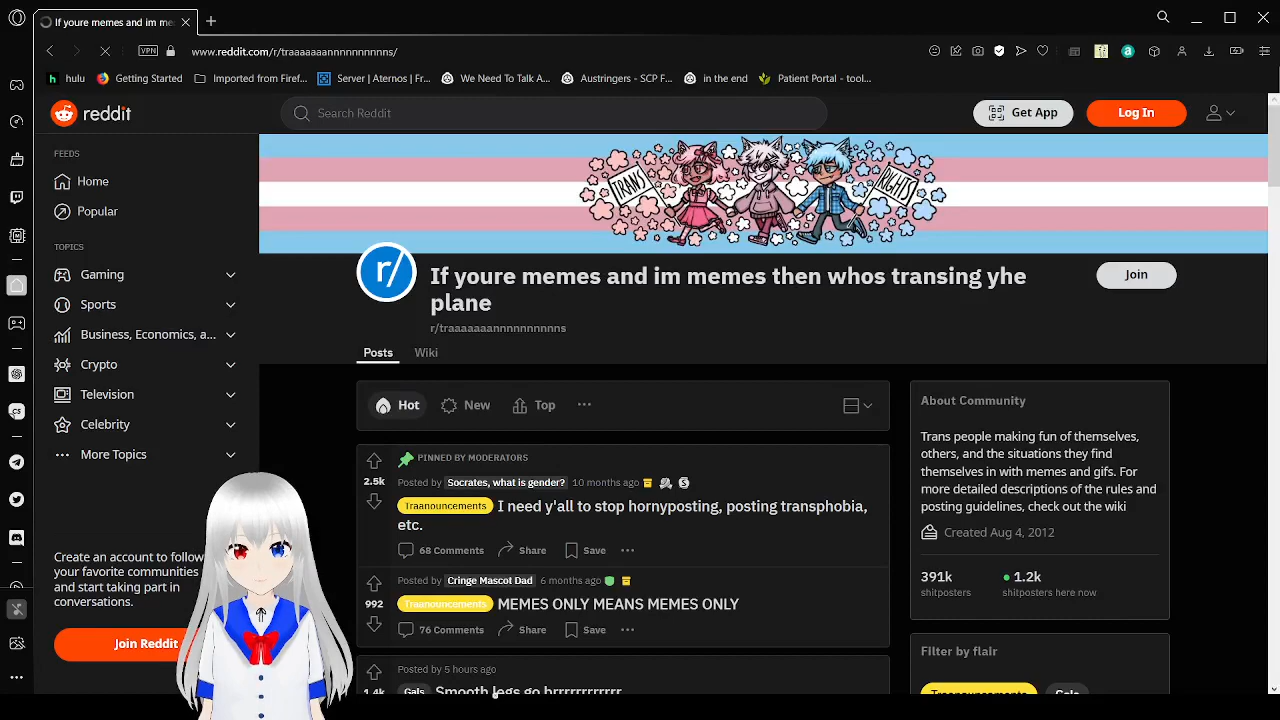 If youre memes and im me
VPN
www.reddit.com/r/traaaaaaannnnnnnnnns/
hulu
Getting Started
Imported from Firef...
Server | Aternos | Fr...
We Need To Talk A...
Austringers - SCP F...
in the end
Patient Portal - tool...
reddit
Search Reddit
Get App
Log In
FEEDS
Home
Popular
TOPICS
Gaming
Sports
Business, Economics, a...
Crypto
Television
Celebrity
More Topics
Create an account to follow
your favorite communities
and start taking part in
conversations.
Join Reddit
TRANS
RIGHTS
r/
If youre memes and im memes then whos transing yhe
plane
r/traaaaaaannnnnnnnnns
Join
Posts
Wiki
Hot
New
Top
PINNED BY MODERATORS
2.5k
Posted by Socrates, what is gender? 10 months ago
Traanouncements I need y'all to stop hornyposting, posting transphobia,
etc.
68 Comments
Share
Save
Posted by Cringe Mascot Dad 6 months ago
992
Traanouncements MEMES ONLY MEANS MEMES ONLY
76 Comments
Share
Save
Posted by 5 hours ago
1.4k
Gals Smooth legs go brrrrrrrrrrrr
About Community
Trans people making fun of themselves,
others, and the situations they find
themselves in with memes and gifs. For
more detailed descriptions of the rules and
posting guidelines, check out the wiki
Created Aug 4, 2012
391k
shitposters
1.2k
shitposters here now
Filter by flair
Traanouncements
Gals